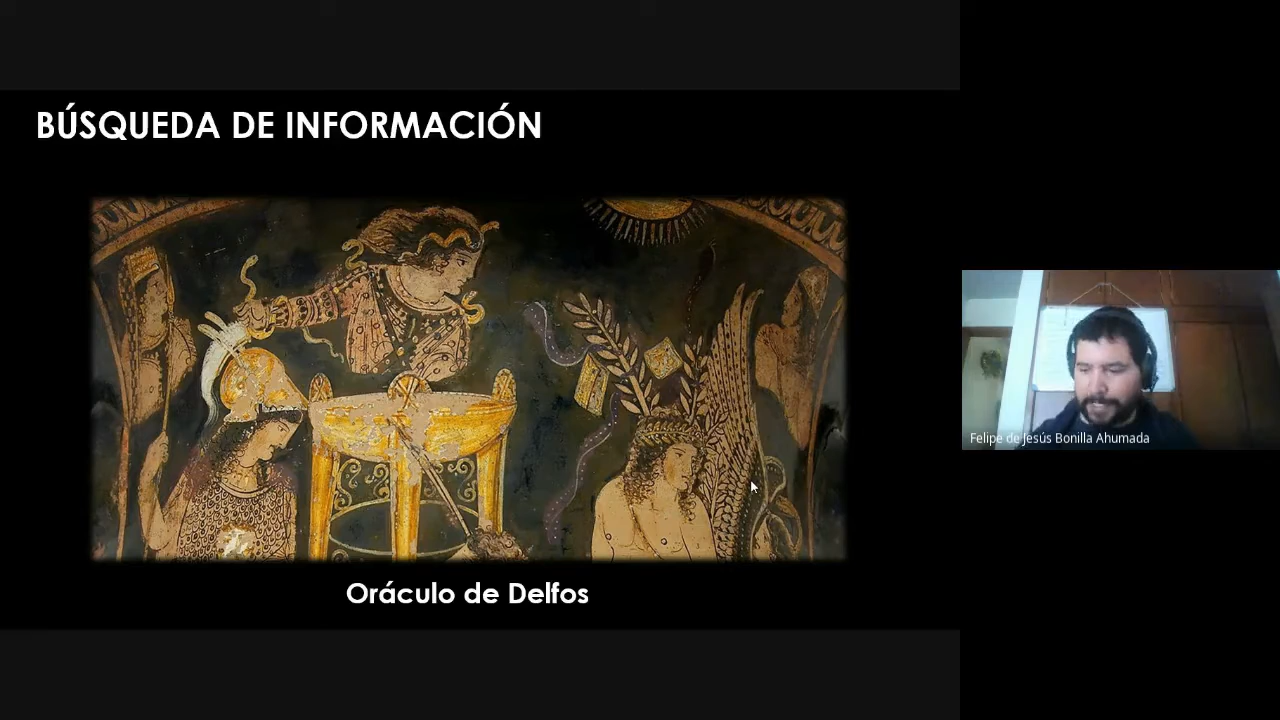 BÚSQUEDA DE INFORMACIÓN
Oráculo de Delfos
Felipe de Jesús Bonilla Ahumada